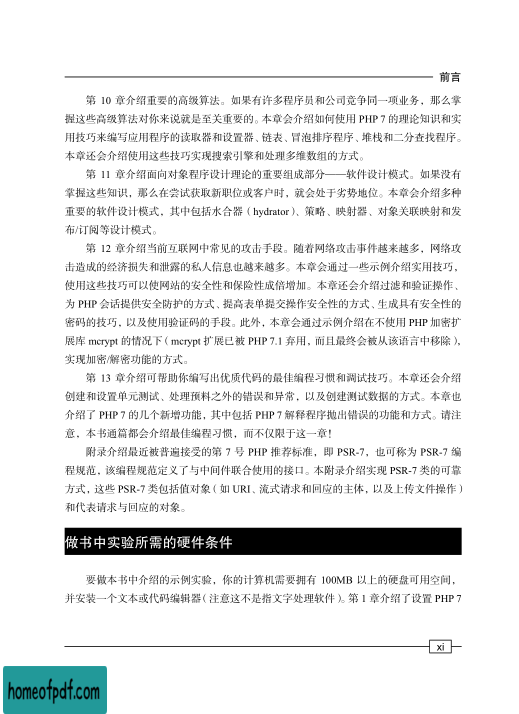 前言
第 10 章介绍重要的高级算法。如果有许多程序员和公司竞争同一项业务，那么掌
握这些高级算法对你来说就是至关重要的。本章会介绍如何使用 PHP 7 的理论知识和实
用技巧来编写应用程序的读取器和设置器、链表、冒泡排序程序、堆栈和二分查找程序。
本章还会介绍使用这些技巧实现搜索引擎和处理多维数组的方式。
第 11 章介绍面向对象程序设计理论的重要组成部分——软件设计模式。如果没有
掌握这些知识，那么在尝试获取新职位或客户时，就会处于劣势地位。本章会介绍多种
重要的软件设计模式，其中包括水合器（hydrator）、策略、映射器、对象关联映射和发
布/订阅等设计模式。
第 12 章介绍当前互联网中常见的攻击手段。随着网络攻击事件越来越多，网络攻
击造成的经济损失和泄露的私人信息也越来越多。本章会通过一些示例介绍实用技巧，
使用这些技巧可以使网站的安全性和保险性成倍增加。本章还会介绍过滤和验证操作、
为 PHP 会话提供安全防护的方式、提高表单提交操作安全性的方式、生成具有安全性的
密码的技巧，以及使用验证码的手段。此外，本章会通过示例介绍在不使用 PHP 加密扩
展库 mcrypt 的情况下（mcrypt 扩展已被 PHP 7.1 弃用，而且最终会被从该语言中移除），
实现加密/解密功能的方式。
第 13 章介绍可帮助你编写出优质代码的最佳编程习惯和调试技巧。本章还会介绍
创建和设置单元测试、处理预料之外的错误和异常，以及创建测试数据的方式。本章也
介绍了 PHP 7 的几个新增功能，其中包括 PHP 7 解释程序抛出错误的功能和方式。请注
意，本书通篇都会介绍最佳编程习惯，而不仅限于这一章！
附录介绍最近被普遍接受的第 7 号 PHP 推荐标准，即 PSR-7，也可称为 PSR-7 编
程规范，该编程规范定义了与中间件联合使用的接口。本附录介绍实现 PSR-7 类的可靠
方式，这些 PSR-7 类包括值对象（如 URI、流式请求和回应的主体，以及上传文件操作）
和代表请求与回应的对象。
做书中实验所需的硬件条件
要做本书中介绍的示例实验，你的计算机需要拥有 100MB 以上的硬盘可用空间，
并安装一个文本或代码编辑器（注意这不是指文字处理软件）。第 1 章介绍了设置 PHP 7
xi
homeofpdf.com